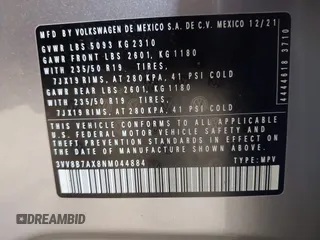 MFD BY VOLKSWAGEN DE MEXICO S.A. DE C.V. MEXICO 12/21
GVWR LBS 5093 KG 2310
GAWR FRONT LBS 2601, KG 1180
WITH 235/50 R19 TIRES,
7JX19 RIMS, AT 280 KPA, 41 PSI COLD
GAWR REAR LBS 2601, KG 1180
WITH 235/50 R19 TIRES,
7JX19 RIMS, AT 280 KPA, 41 PSI COLD
THIS VEHICLE CONFORMS TO ALL APPLICABLE
U.S. FEDERAL MOTOR VEHICLE SAFETY AND
THEFT PREVENTION STANDARDS IN EFFECT ON
THE DATE OF MANUFACTURE SHOWN ABOVE.
3VV8B7AX8NM044884 TYPE: MPV
4444618 3710
DREAMBID